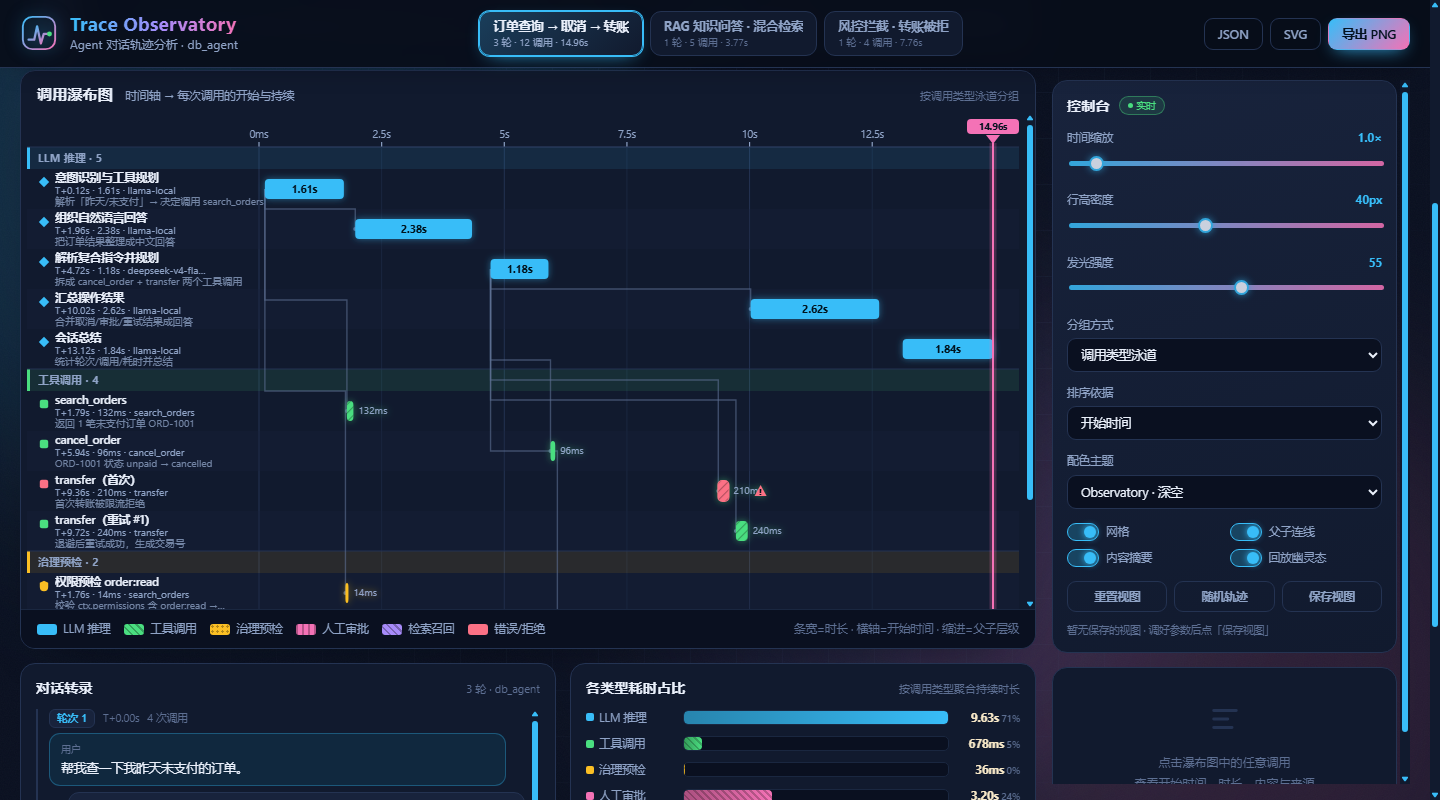 Trace Observatory
Agent 对话轨迹分析 · db_agent
订单查询 → 取消 → 转账
3 轮 · 12 调用 · 14.96s
RAG 知识问答 · 混合检索
1 轮 · 5 调用 · 3.77s
风控拦截 · 转账被拒
1 轮 · 4 调用 · 7.76s
JSON
SVG
导出 PNG
调用瀑布图 时间轴 → 每次调用的开始与持续
按调用类型泳道分组
14.96s
0ms 2.5s 5s 7.5s 10s 12.5s
LLM 推理 · 5
意图识别与工具规划
T+0.12s · 1.61s · llama-local
解析「昨天/未支付」→ 决定调用 search_orders
1.61s
组织自然语言回答
T+1.96s · 2.38s · llama-local
把订单结果整理成中文回答
2.38s
解析复合指令并规划
T+4.72s · 1.18s · deepseek-v4-fla...
拆成 cancel_order + transfer 两个工具调用
1.18s
汇总操作结果
T+10.02s · 2.62s · llama-local
合并取消/审批/重试结果成回答
2.62s
会话总结
T+13.12s · 1.84s · llama-local
统计轮次/调用/耗时并总结
1.84s
工具调用 · 4
search_orders
T+1.79s · 132ms · search_orders
返回 1 笔未支付订单 ORD-1001
132ms
cancel_order
T+5.94s · 96ms · cancel_order
ORD-1001 状态 unpaid → cancelled
96ms
transfer（首次）
T+9.36s · 210ms · transfer
首次转账被限流拒绝
210ms
transfer（重试 #1）
T+9.72s · 240ms · transfer
退避后重试成功，生成交易号
240ms
治理预检 · 2
权限预检 order:read
T+1.76s · 14ms · search_orders
校验 ctx.permissions 含 order:read →...
14ms
LLM 推理 工具调用 治理预检 人工审批 检索召回 错误/拒绝
条宽=时长 · 横轴=开始时间 · 缩进=父子层级
控制台 实时
时间缩放 1.0×
行高密度 40px
发光强度 55
分组方式
调用类型泳道
排序依据
开始时间
配色主题
Observatory · 深空
网格 父子连线
内容摘要 回放幽灵态
重置视图 随机轨迹 保存视图
暂无保存的视图 · 调好参数后点「保存视图」
对话转录 3 轮 · db_agent
轮次 1 T+0.00s 4 次调用
用户
帮我查一下我昨天未支付的订单。
各类型耗时占比 按调用类型聚合持续时长
LLM 推理 9.63s 71%
工具调用 678ms 5%
治理预检 36ms 0%
人工审批 3.20s 24%
点击瀑布图中的任意调用
查看开始时间、时长、内容与来源